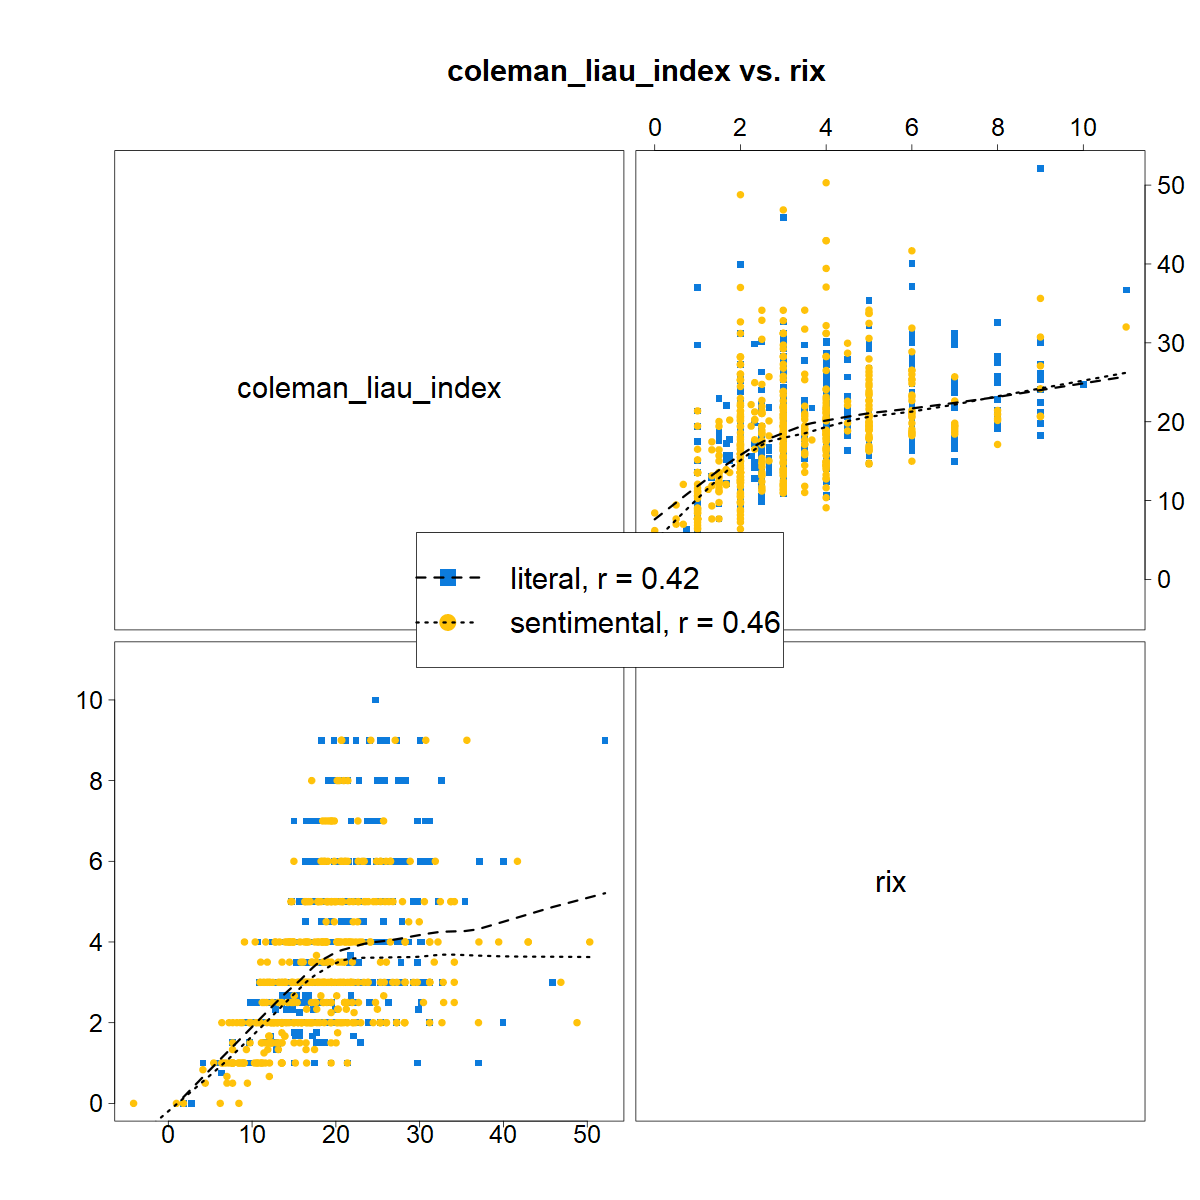 coleman_liau_index vs. rix
0 2 4 6 8 10
coleman_liau_index
50
40
30
20
10
0
literal, r = 0.42
sentimental, r = 0.46
10
8
6
4
2
0
rix
0 10 20 30 40 50